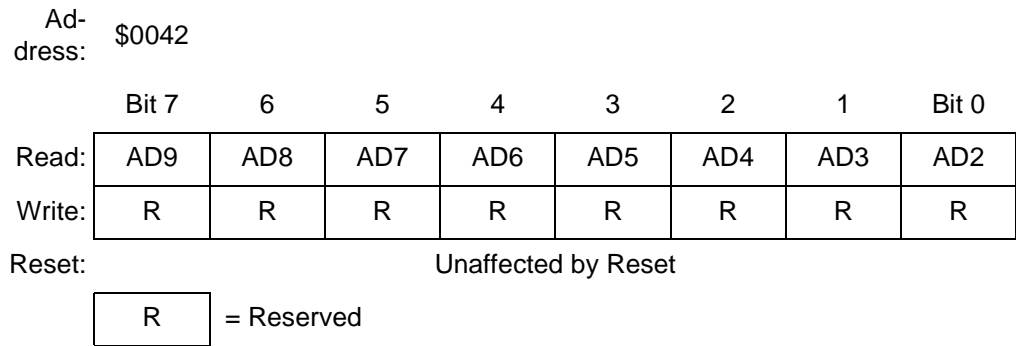 Ad-
dress: $0042
Bit 7 6 5 4 3 2 1 Bit 0
Read: AD9 AD8 AD7 AD6 AD5 AD4 AD3 AD2
Write: R R R R R R R R
Reset: Unaffected by Reset
R = Reserved